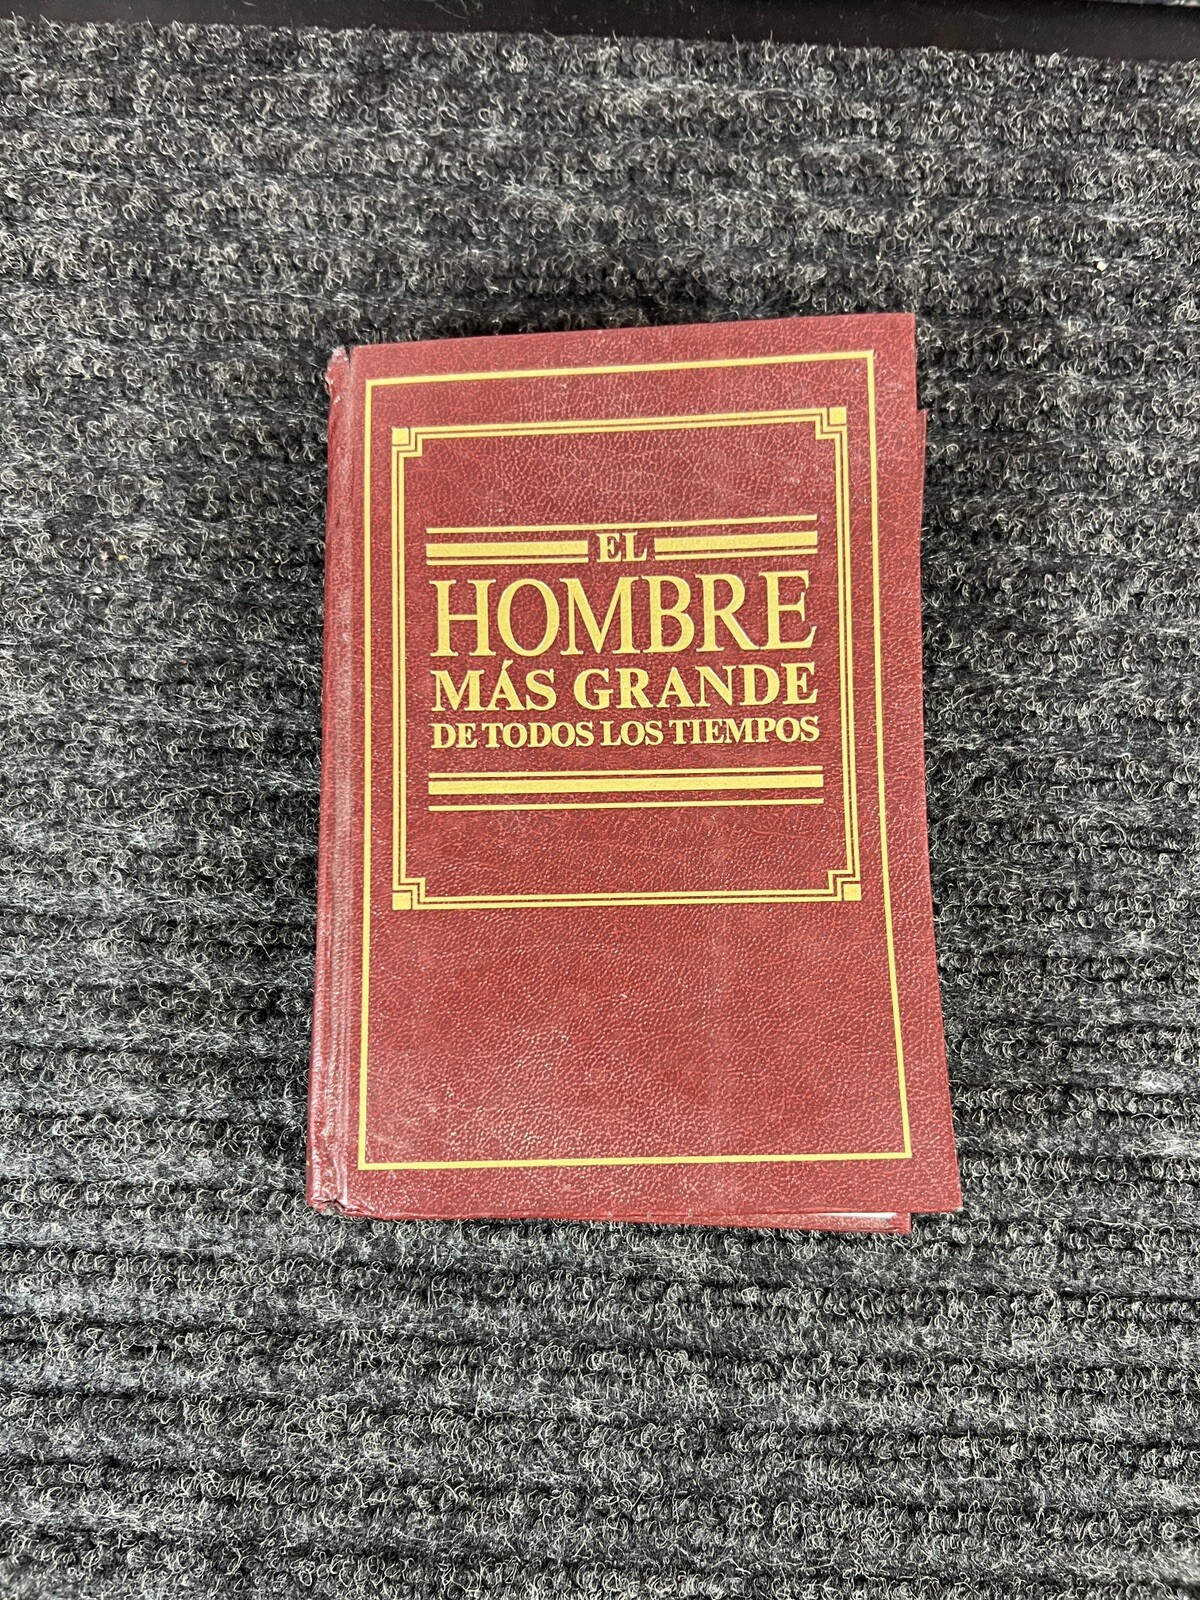 EL
HOMBRE
MÁS GRANDE
DE TODOS LOS TIEMPOS